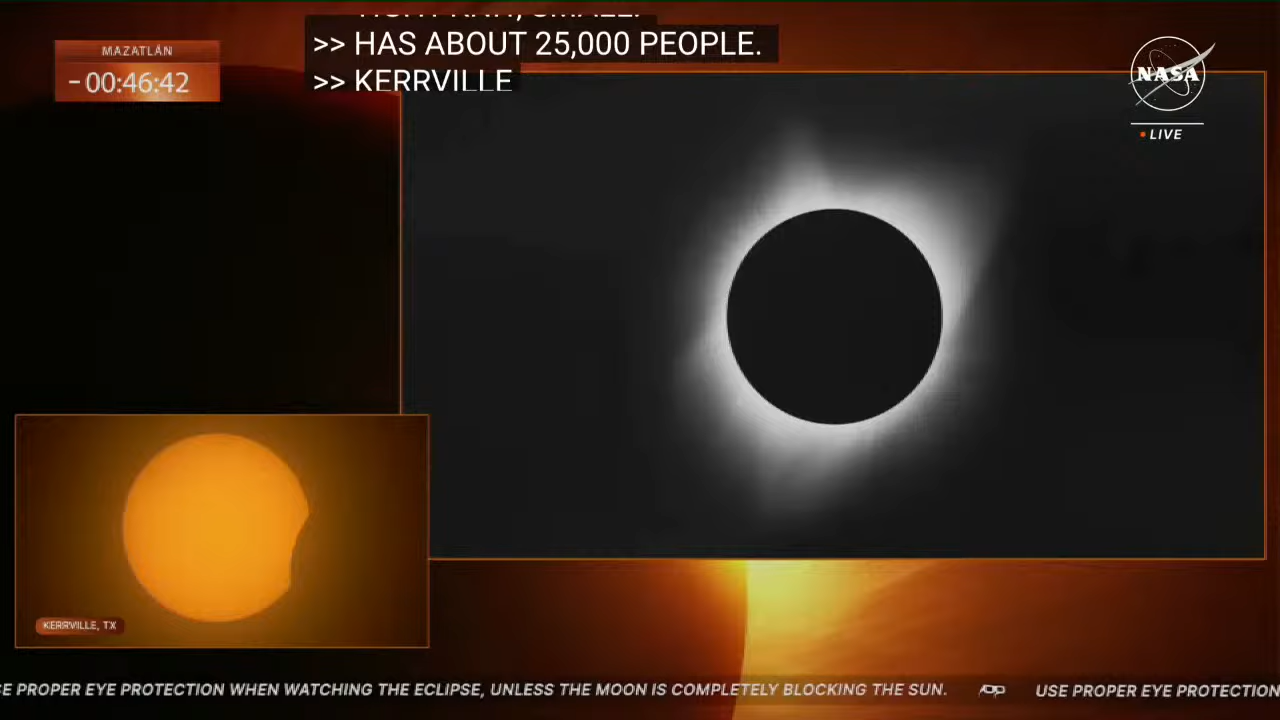 MAZATLÁN
-00:46:42
>> HAS ABOUT 25,000 PEOPLE.
>> KERRVILLE
NASA
LIVE
KERRVILLE, TX
E PROPER EYE PROTECTION WHEN WATCHING THE ECLIPSE, UNLESS THE MOON IS COMPLETELY BLOCKING THE SUN. USE PROPER EYE PROTECTION